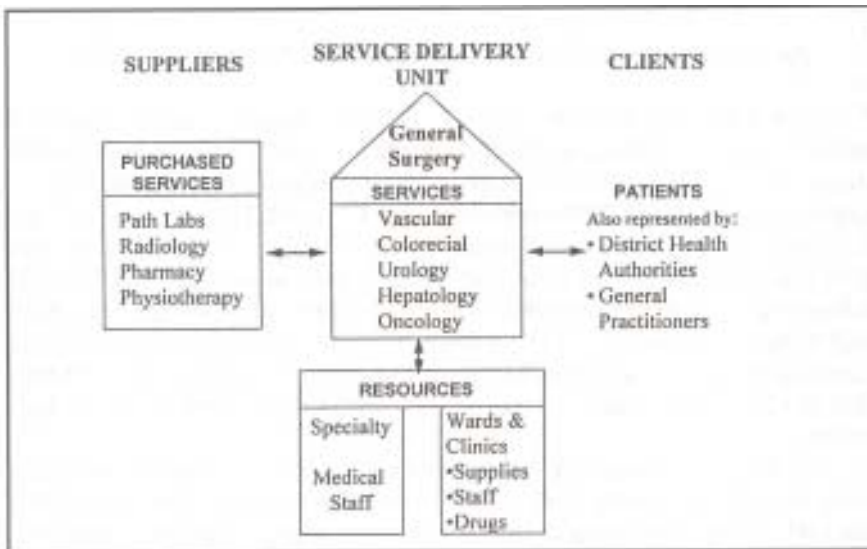 SUPPLIERS
SERVICE DELIVERY
UNIT
CLIENTS
General
Surgery
PURCHASED
SERVICES
Path Labs
Radiology
Pharmacy
Physiotherapy
SERVICES
Vascular
Colorecial
Urology
Hepatology
Oncology
PATIENTS
Also represented by:
• District Health
Authorities
• General
Practitioners
RESOURCES
Specialty
Medical
Staff
Wards &
Clinics
•Supplies
•Staff
•Drugs